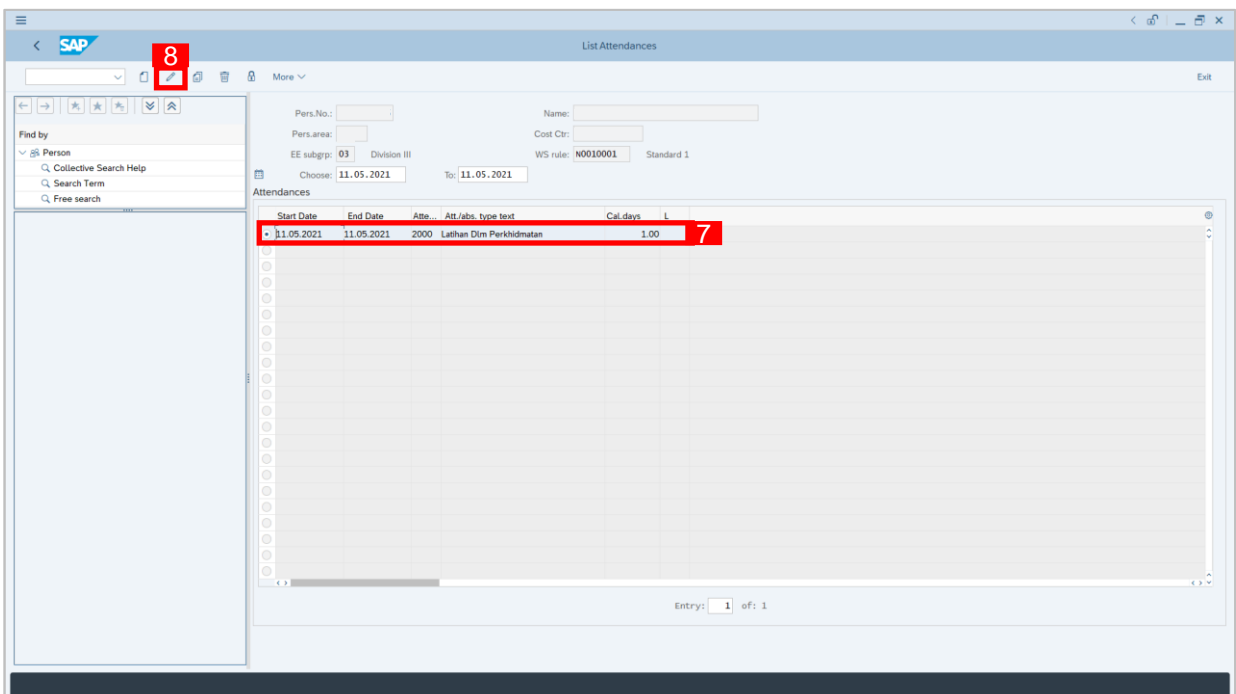 SAP
List Attendances
8
More
Exit
Pers.No.:
Name:
Find by
Pers.area:
Cost Ctr:
Person
EE subgrp: 03 Division III
WS rule: N0010001 Standard 1
Collective Search Help
Choose: 11.05.2021 To: 11.05.2021
Search Term
Attendances
Free search
Start Date End Date Atte... Att./abs. type text Cal.days L
11.05.2021 11.05.2021 2000 Latihan Dlm Perkhidmatan 1.00
7
Entry: 1 of: 1